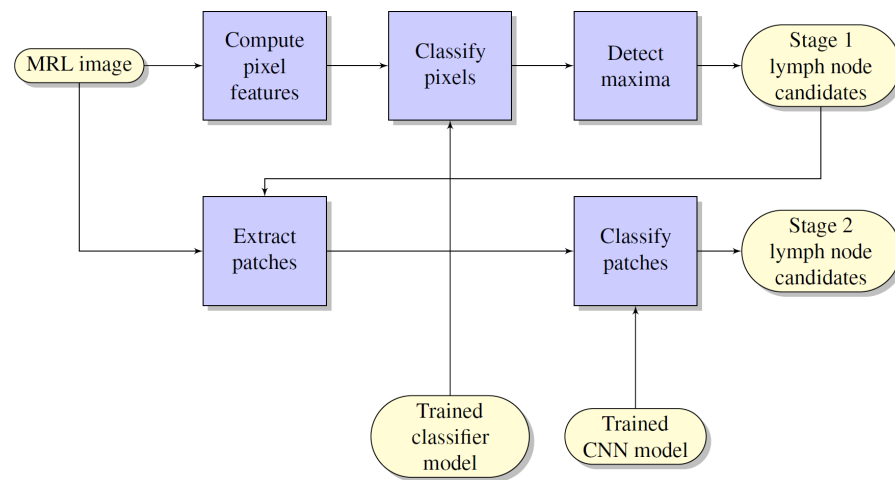 MRL image
Compute
pixel
features
Classify
pixels
Detect
maxima
Stage 1
lymph node
candidates
Extract
patches
Classify
patches
Stage 2
lymph node
candidates
Trained
classifier
model
Trained
CNN model